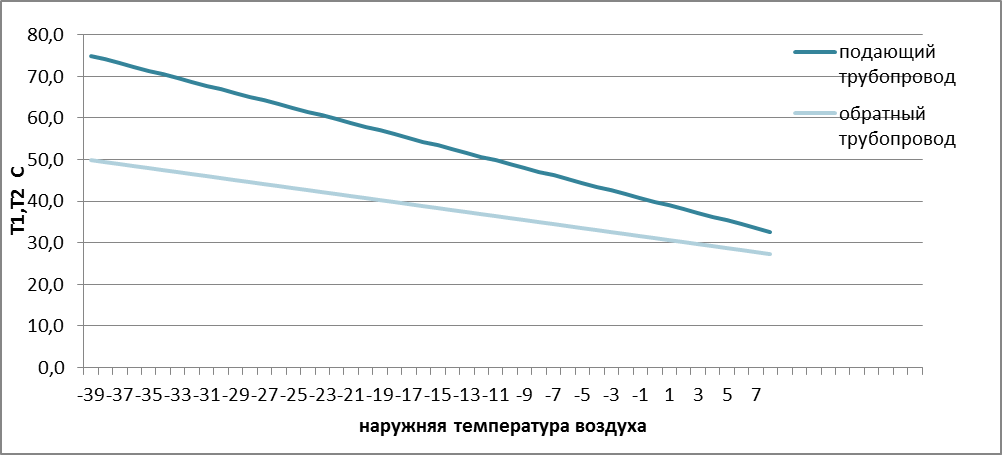 80,0
70,0
60,0
50,0
40,0
30,0
20,0
10,0
0,0
T1,T2 С
-39 -37 -35 -33 -31 -29 -27 -25 -23 -21 -19 -17 -15 -13 -11 -9 -7 -5 -3 -1 1 3 5 7
наружняя температура воздуха
подающий
трубопровод
обратный
трубопровод